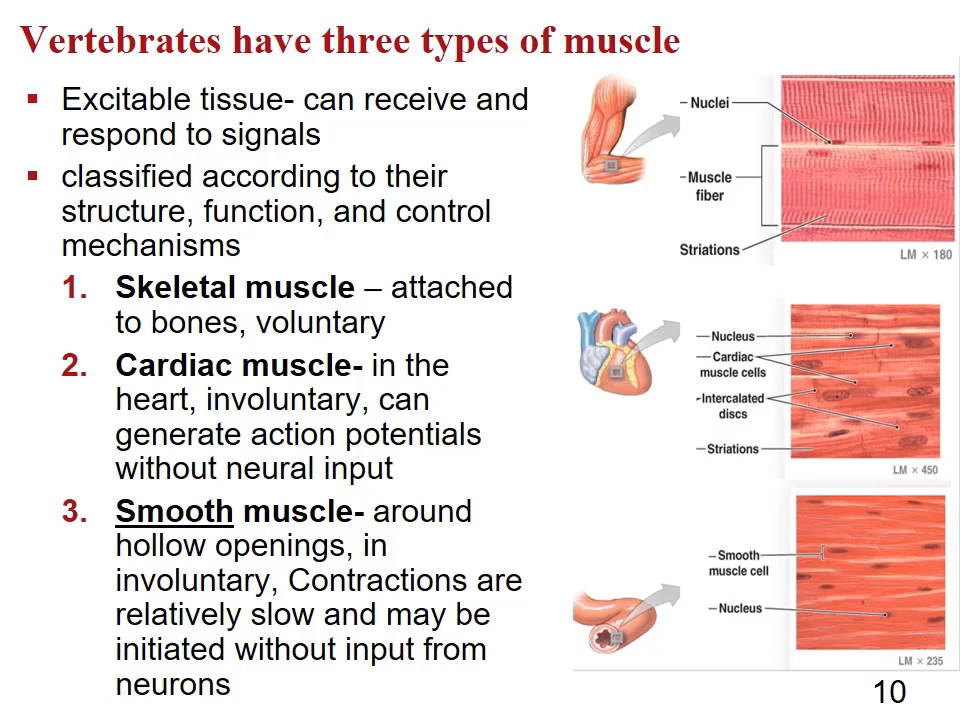 Vertebrates have three types of muscle
▪ Excitable tissue- can receive and
respond to signals
▪ classified according to their
structure, function, and control
mechanisms
1. Skeletal muscle – attached
to bones, voluntary
2. Cardiac muscle- in the
heart, involuntary, can
generate action potentials
without neural input
3. Smooth muscle- around
hollow openings, in
involuntary, Contractions are
relatively slow and may be
initiated without input from
neurons
Nuclei
Muscle
fiber
Striations
LM × 180
Nucleus
Cardiac
muscle cells
Intercalated
discs
Striations
LM × 450
Smooth
muscle cell
Nucleus
LM × 235
10